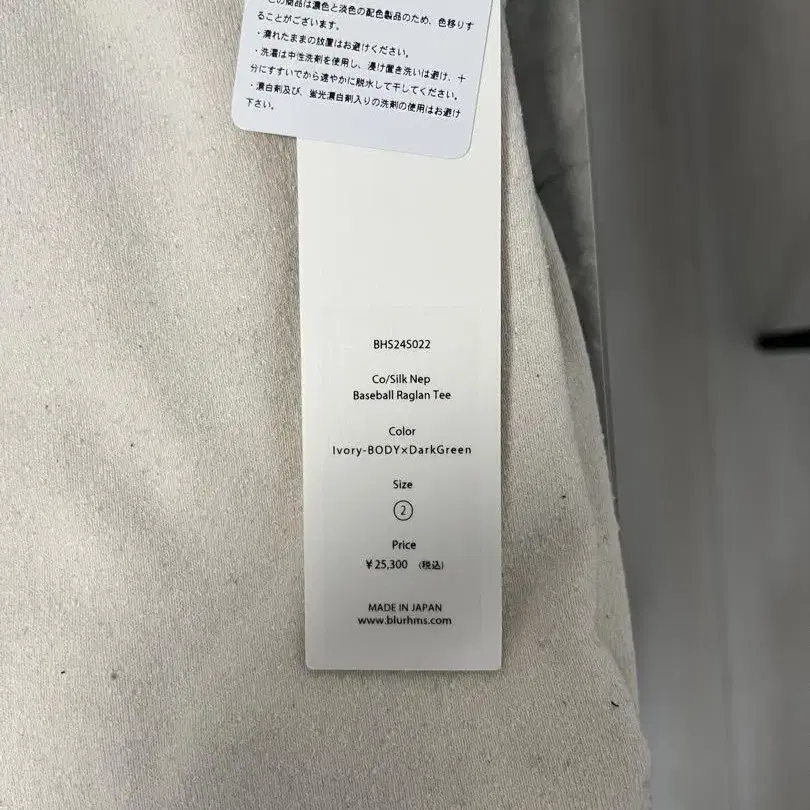 この商品は濃色と淡色の配色製品のため、色移りす
ることがございます。
・濡れたままの放置はお避けください。
・洗濯は中性洗剤を使用し、浸け置き洗いは避け、十
分にすすいでから速やかに脱水して干してください。
・漂白剤及び、蛍光漂白剤入りの洗剤の使用はお避け
下さい。
BHS24S022
Co/Silk Nep
Baseball Raglan Tee
Color
Ivory-BODY×DarkGreen
Size
2
Price
¥25,300 (税込)
MADE IN JAPAN
www.blurhms.com